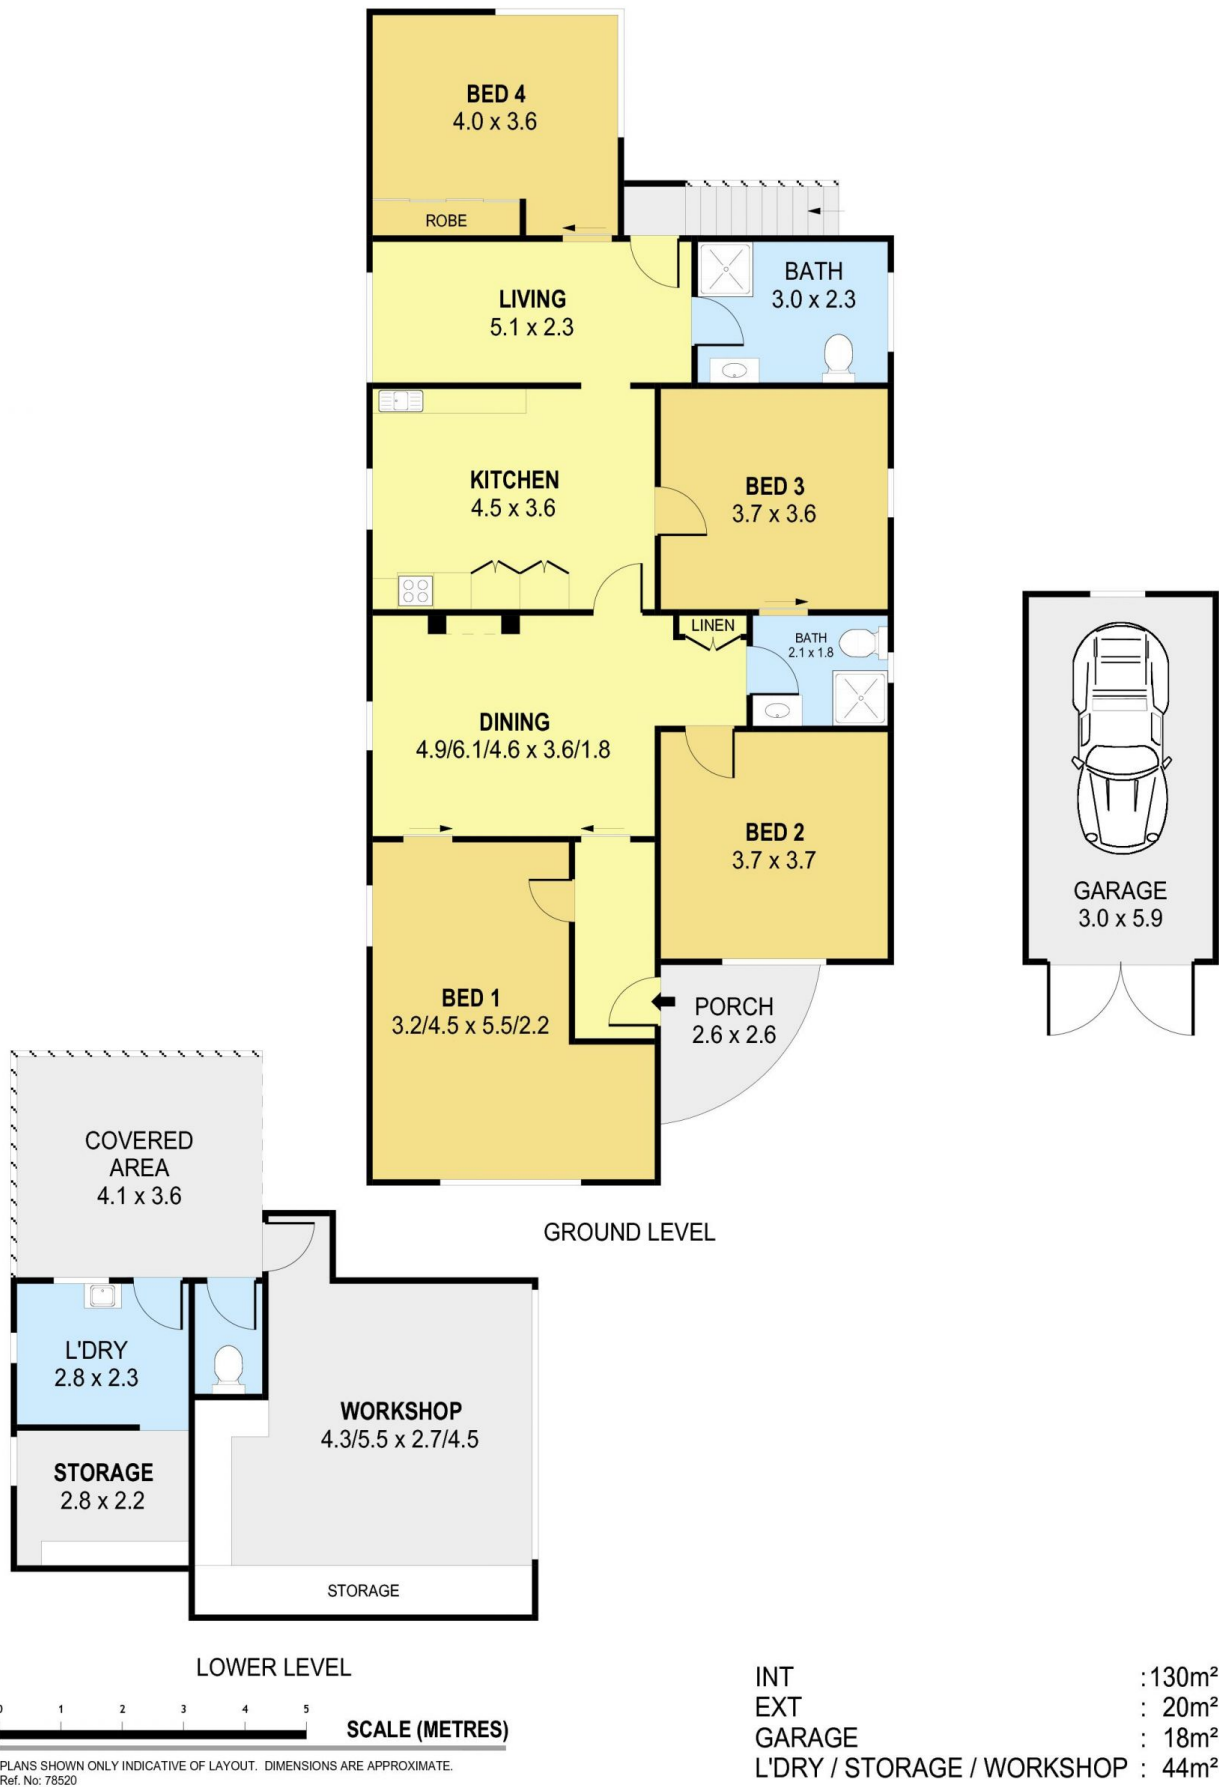 BED 4
4.0 x 3.6
ROBE
LIVING
5.1 x 2.3
BATH
3.0 x 2.3
KITCHEN
4.5 x 3.6
BED 3
3.7 x 3.6
LINEN
BATH
2.1 x 1.8
DINING
4.9/6.1/4.6 x 3.6/1.8
BED 2
3.7 x 3.7
GARAGE
3.0 x 5.9
BED 1
3.2/4.5 x 5.5/2.2
PORCH
2.6 x 2.6
COVERED
AREA
4.1 x 3.6
GROUND LEVEL
L'DRY
2.8 x 2.3
WORKSHOP
4.3/5.5 x 2.7/4.5
STORAGE
2.8 x 2.2
STORAGE
LOWER LEVEL
0 1 2 3 4 5
SCALE (METRES)
PLANS SHOWN ONLY INDICATIVE OF LAYOUT. DIMENSIONS ARE APPROXIMATE.
Ref. No: 78520
INT : 130m²
EXT : 20m²
GARAGE : 18m²
L'DRY / STORAGE / WORKSHOP : 44m²